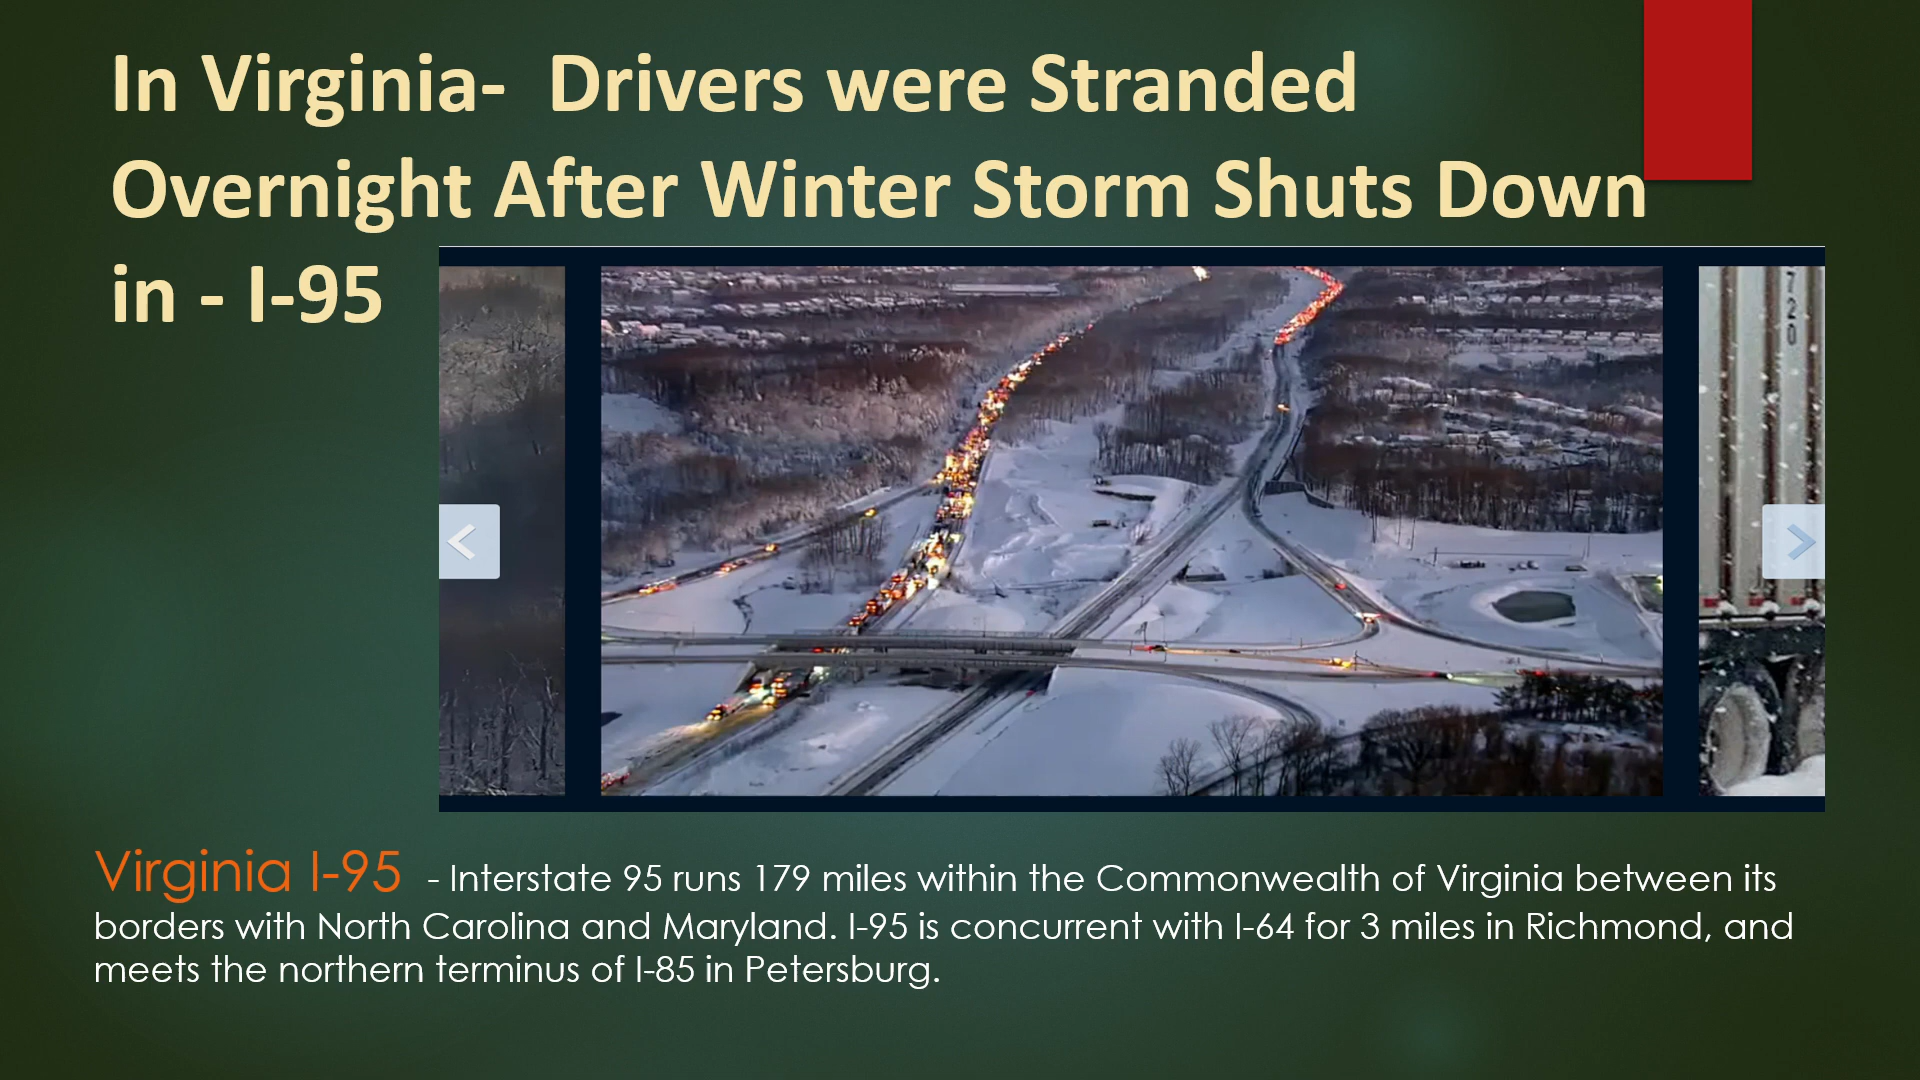 In Virginia-  Drivers were Stranded
Overnight After Winter Storm Shuts Down
in - I-95
720
Virginia I-95 - Interstate 95 runs 179 miles within the Commonwealth of Virginia between its
borders with North Carolina and Maryland. I-95 is concurrent with I-64 for 3 miles in Richmond, and
meets the northern terminus of I-85 in Petersburg.